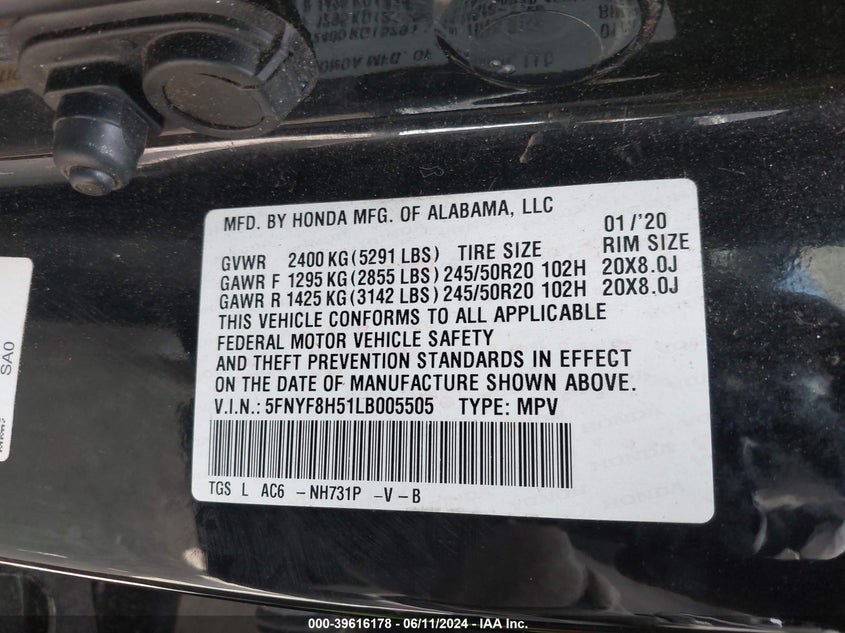 MFD. BY HONDA MFG. OF ALABAMA, LLC 01/'20
GVWR 2400 KG (5291 LBS) TIRE SIZE RIM SIZE
GAWR F 1295 KG (2855 LBS) 245/50R20 102H 20X8.0J
GAWR R 1425 KG (3142 LBS) 245/50R20 102H 20X8.0J
THIS VEHICLE CONFORMS TO ALL APPLICABLE
FEDERAL MOTOR VEHICLE SAFETY
AND THEFT PREVENTION STANDARDS IN EFFECT
ON THE DATE OF MANUFACTURE SHOWN ABOVE.
V.I.N.: 5FNYF8H51LB005505 TYPE: MPV
TGS L AC6 - NH731P - V - B
SA0
000-39616178 - 06/11/2024 - IAA Inc.